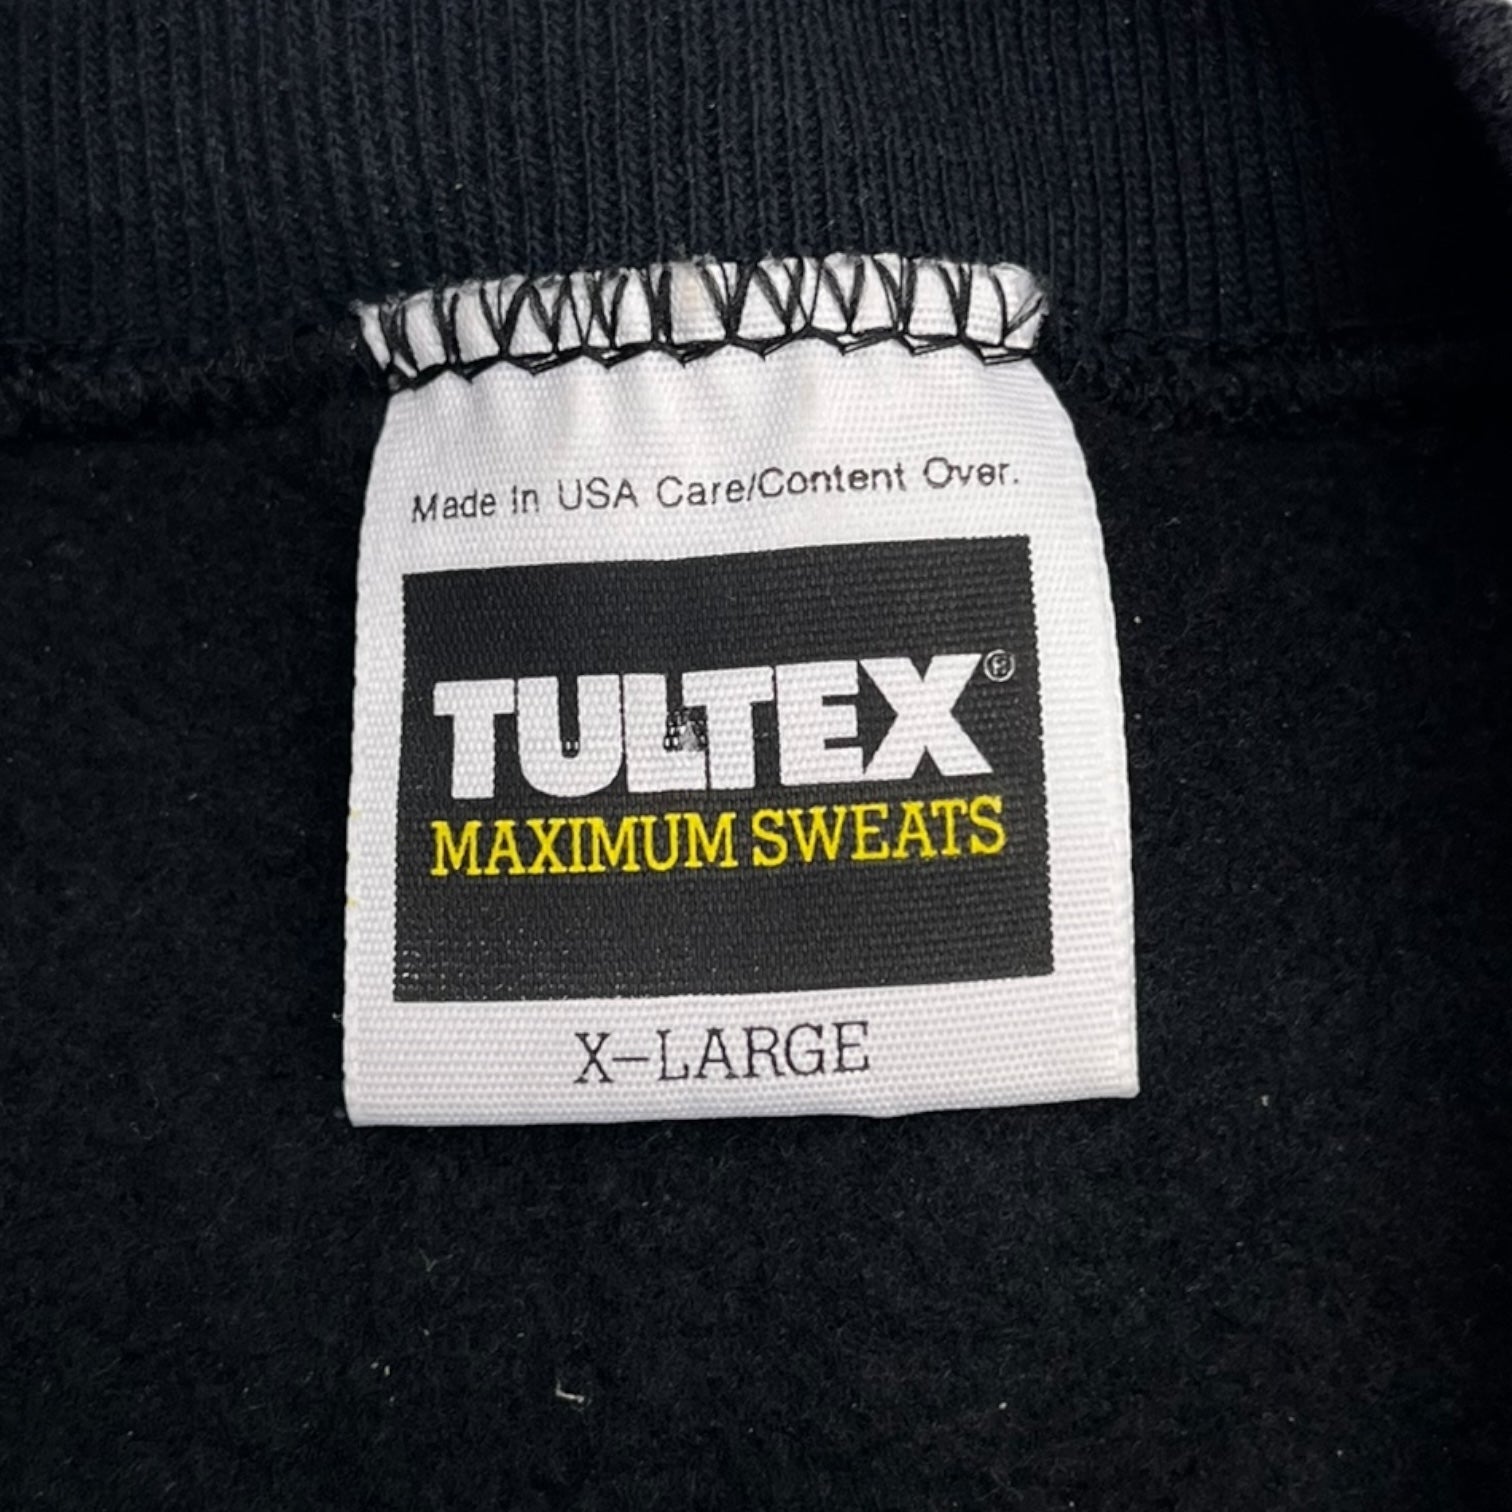 Made In USA Care/Content Over.
TULTEX®
MAXIMUM SWEATS
X-LARGE